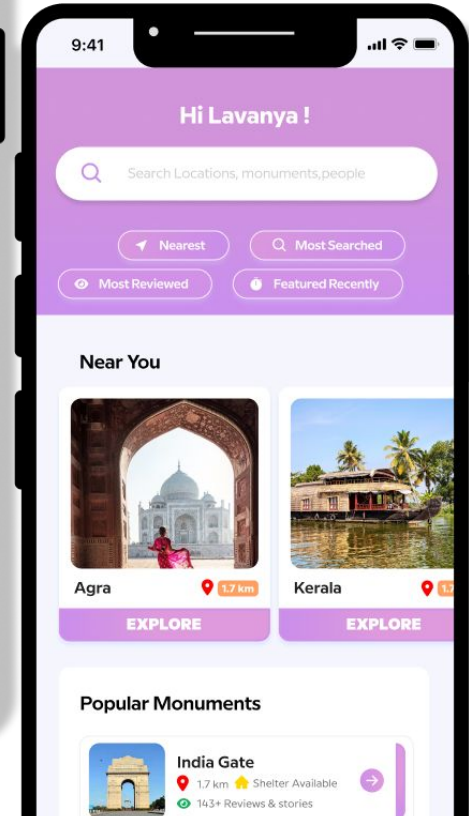 9:41
Hi Lavanya !
Search Locations, monuments,people
Nearest
Most Searched
Most Reviewed
Featured Recently
Near You
Agra
1.7 km
Kerala
EXPLORE
EXPLORE
Popular Monuments
India Gate
1.7 km Shelter Available
143+ Reviews & stories